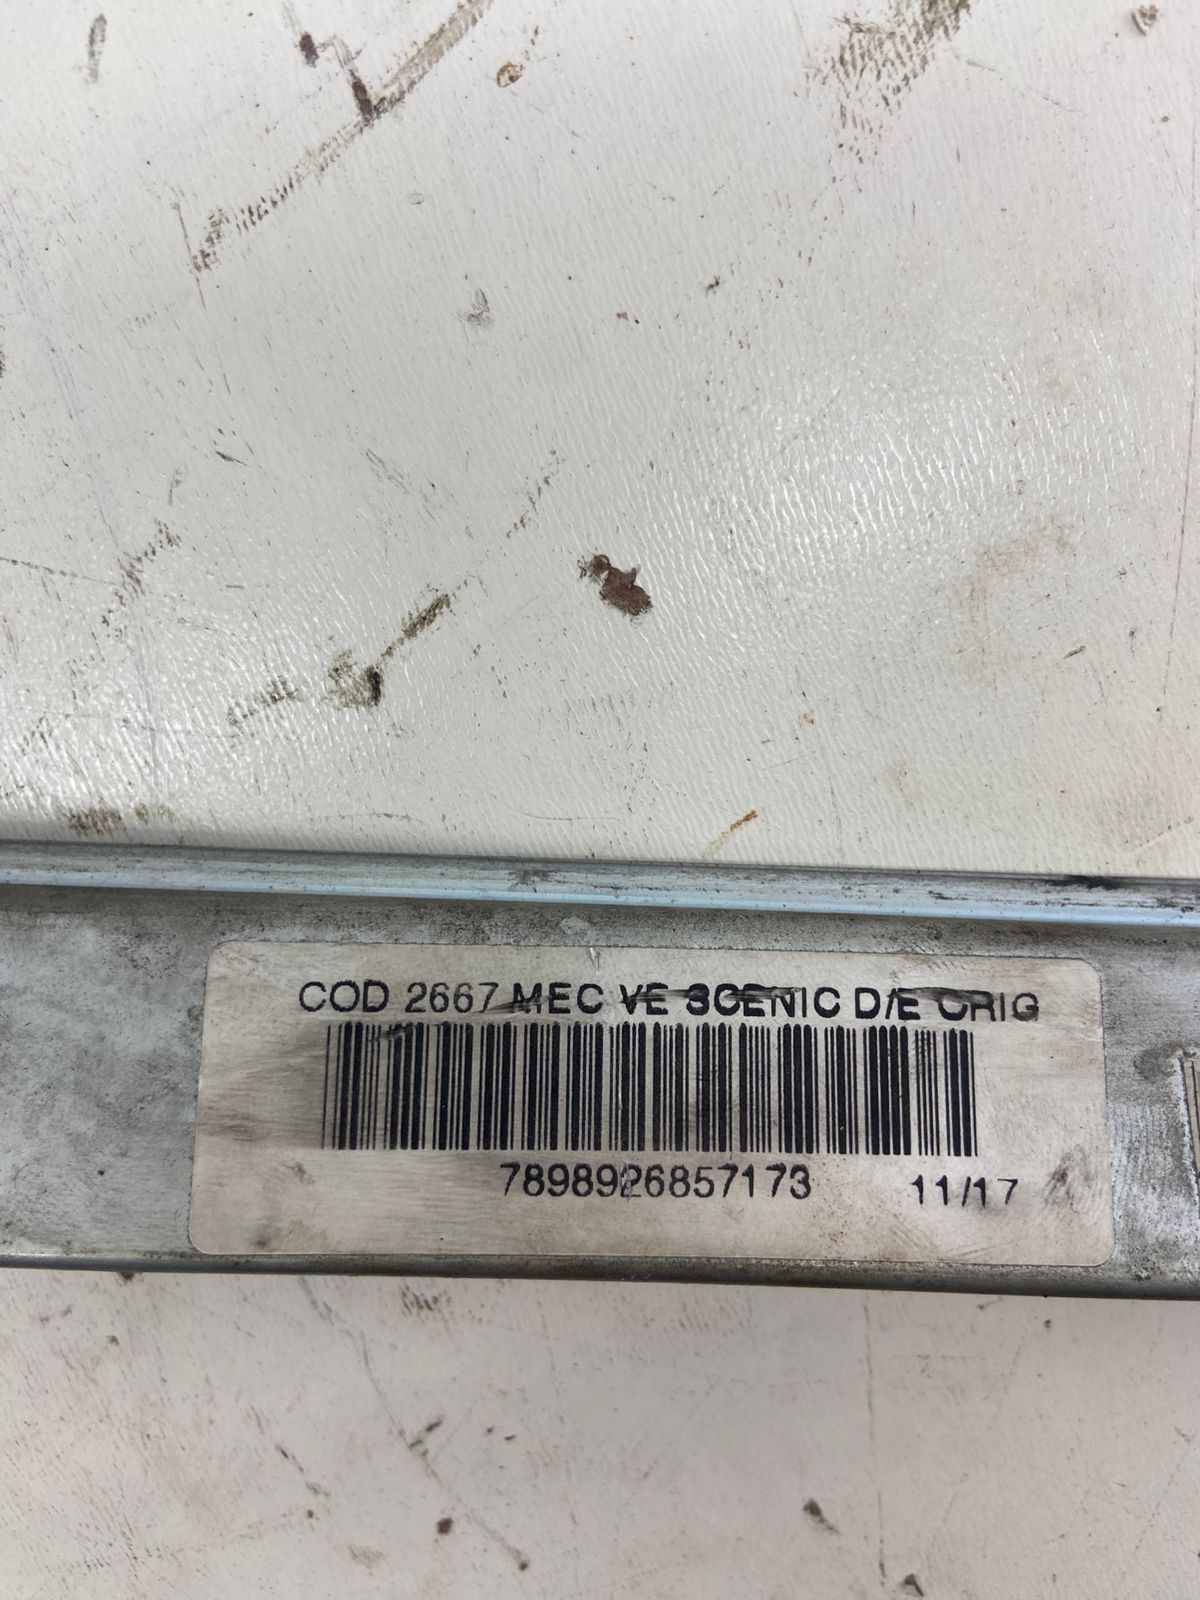 COD 2667 MEC VE SCENIC D/E ORIG
7898926857173 11/17